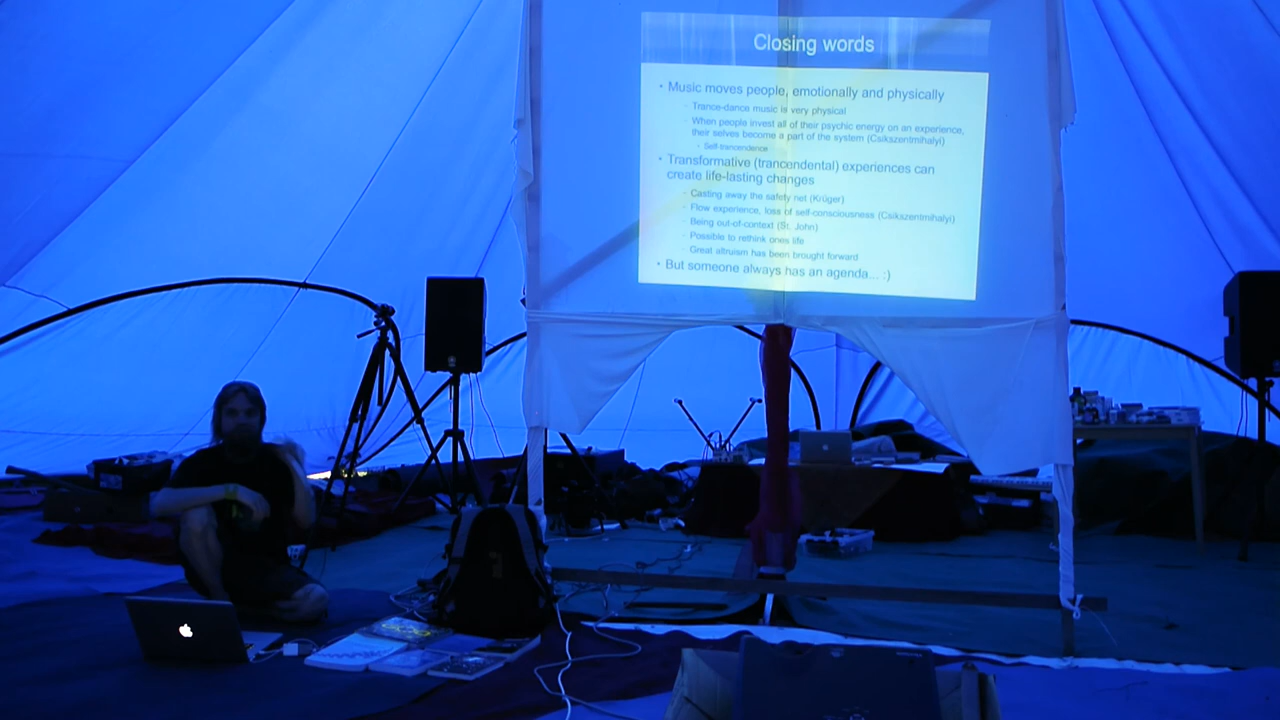 Closing words
• Music moves people, emotionally and physically
- Trance-dance music is very physical
- When people invest all of their psychic energy on an experience,
their selves become a part of the system (Csikszentmihalyi)
- Self-trancendence
• Transformative (trancendental) experiences can
create life-lasting changes
- Casting away the safety net (Krüger)
- Flow experience, loss of self-consciousness (Csikszentmihalyi)
- Being out-of-context (St. John)
- Possible to rethink ones life
- Great altruism has been brought forward
• But someone always has an agenda... :)